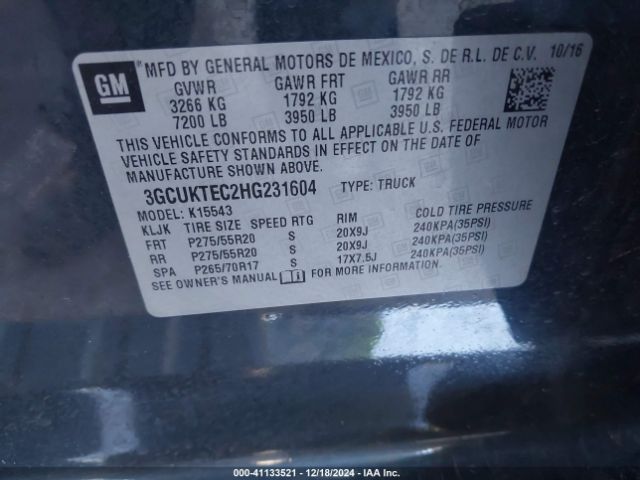 GM
*MFD BY GENERAL MOTORS DE MEXICO, S. DE R.L. DE C.V. 10/16
GVWR GAWR FRT GAWR RR
3266 KG 1792 KG 1792 KG
7200 LB 3950 LB 3950 LB
THIS VEHICLE CONFORMS TO ALL APPLICABLE U.S. FEDERAL MOTOR
VEHICLE SAFETY STANDARDS IN EFFECT ON THE DATE OF
MANUFACTURE SHOWN ABOVE.
3GCUKTEC2HG231604 TYPE: TRUCK
MODEL: K15543
KLJK TIRE SIZE SPEED RTG RIM COLD TIRE PRESSURE
FRT P275/55R20 S 20X9J 240KPA(35PSI)
RR P275/55R20 S 20X9J 240KPA(35PSI)
SPA P265/70R17 S 17X7.5J 240KPA(35PSI)
SEE OWNER'S MANUAL FOR MORE INFORMATION.
000-41133521 - 12/18/2024 - IAA Inc.